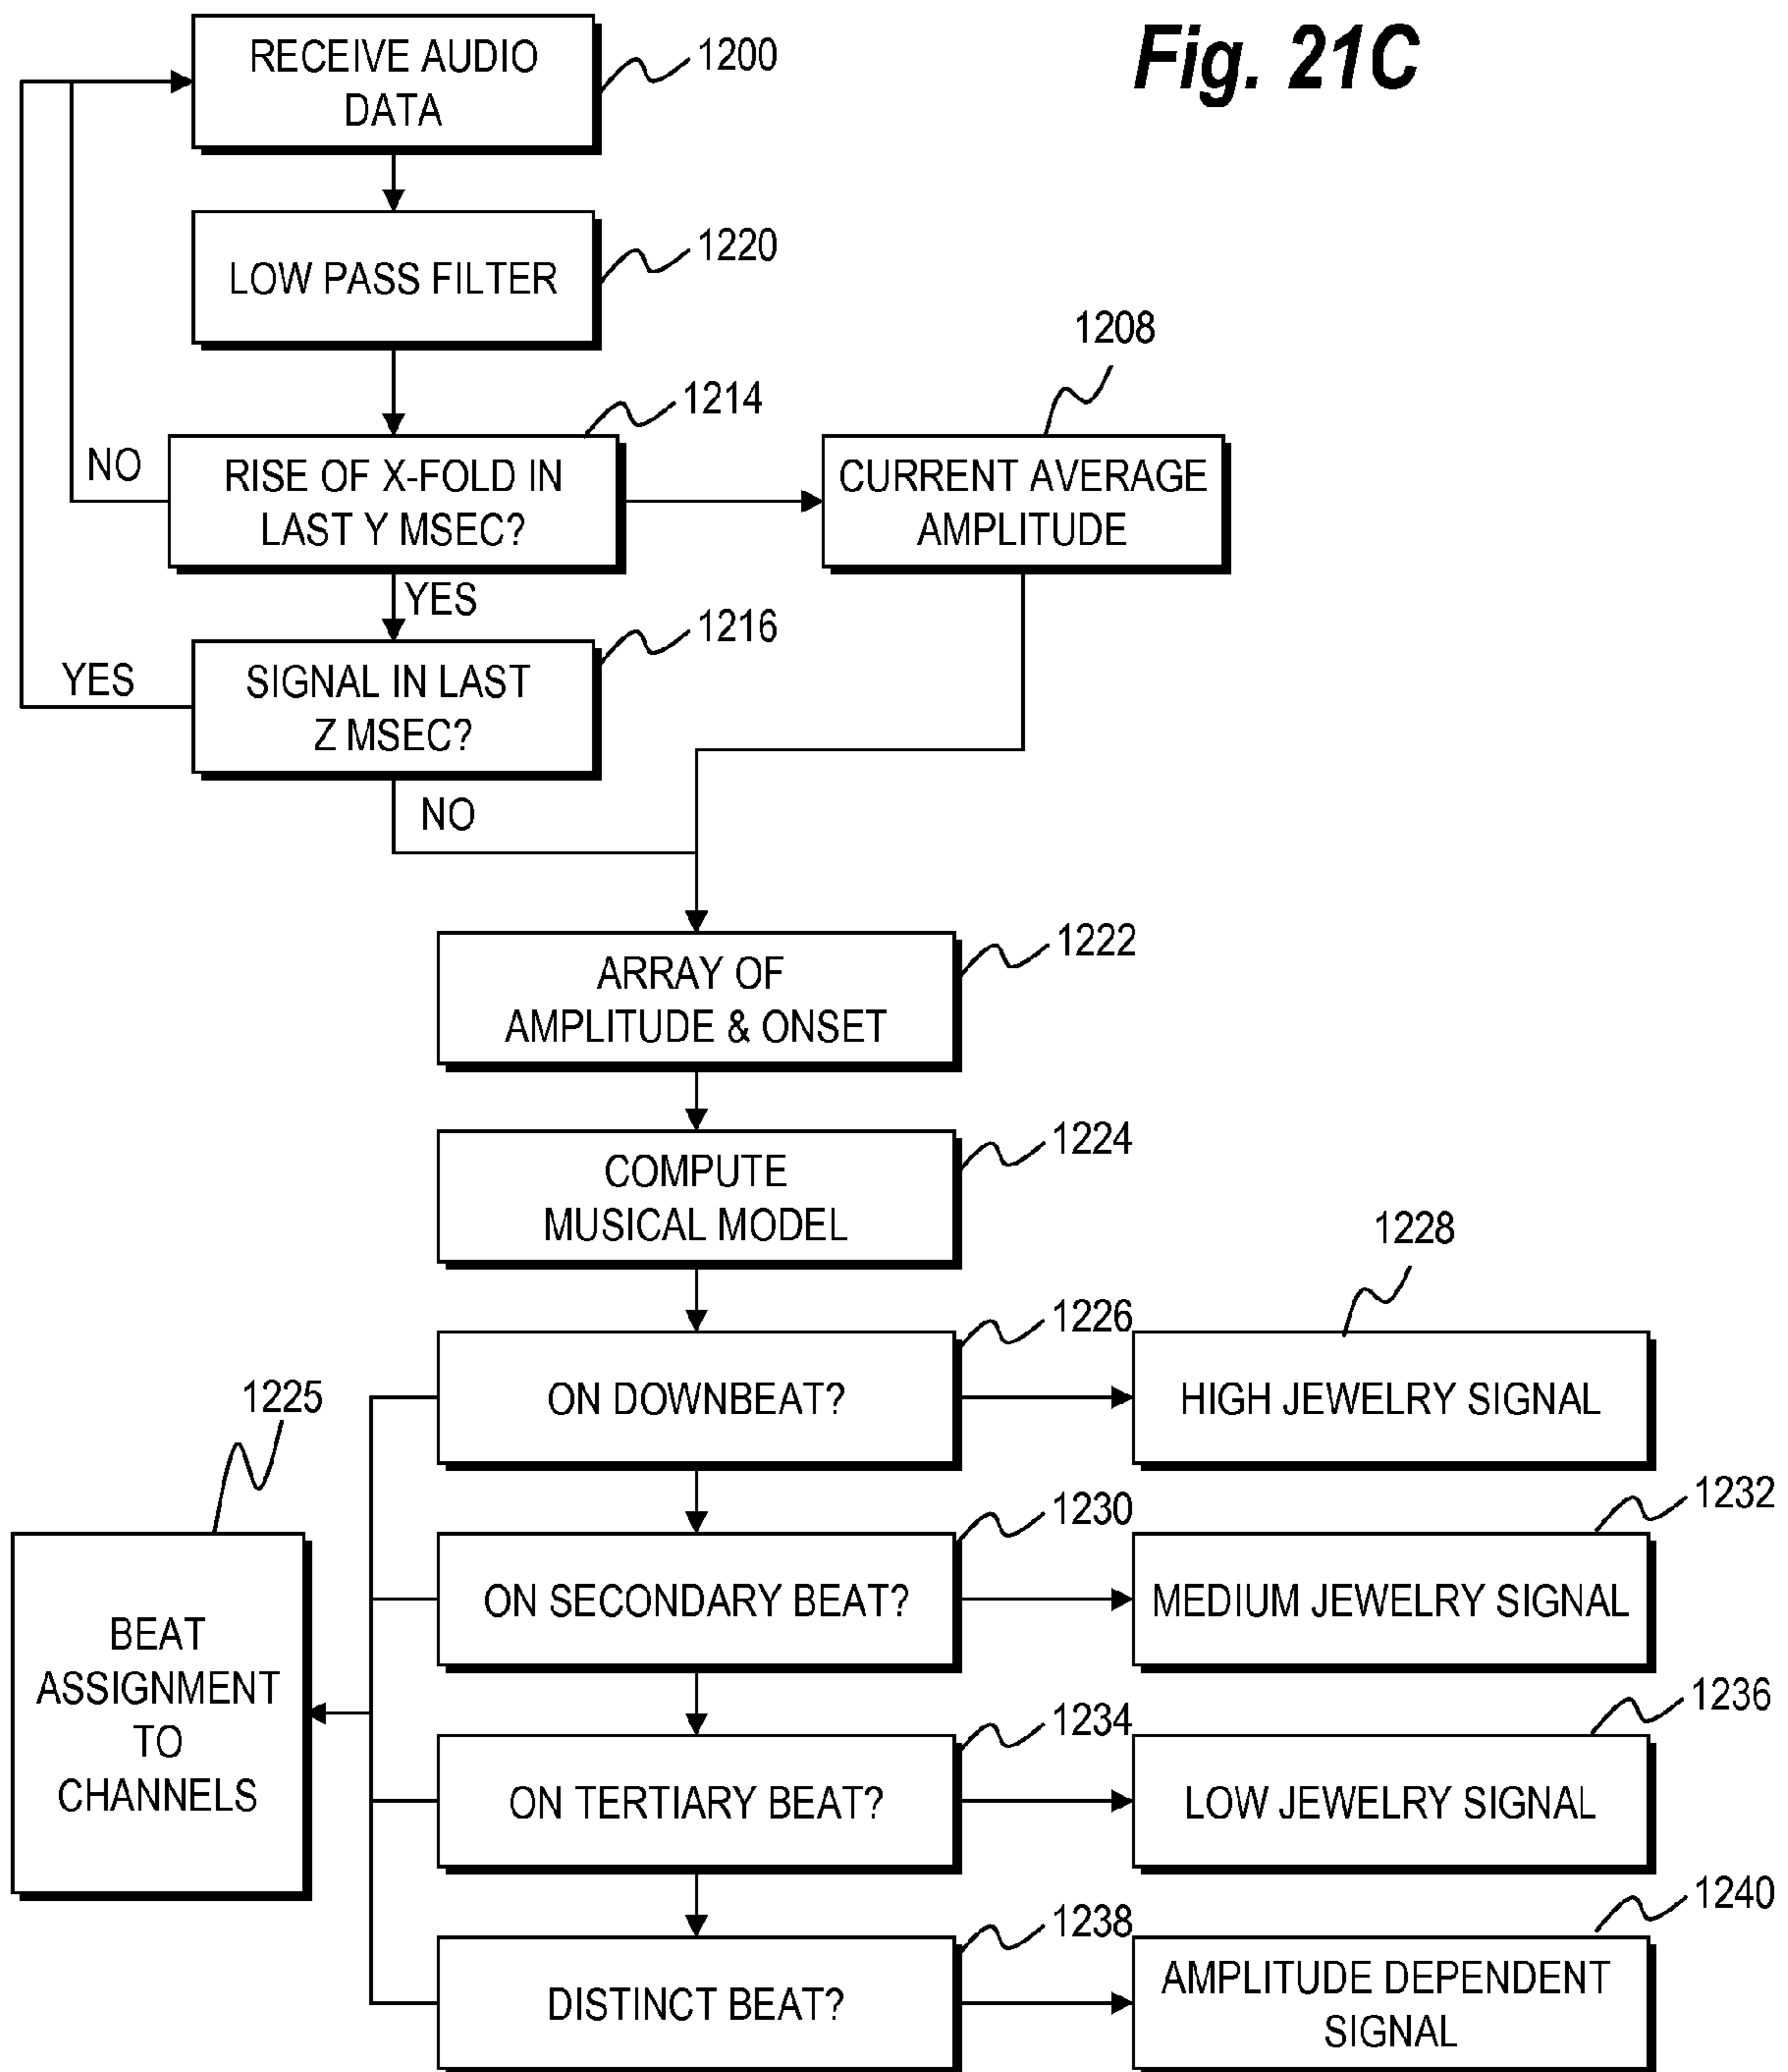 Fig. 21C
RECEIVE AUDIO
DATA
1200
LOW PASS FILTER
1220
1208
1214
NO
RISE OF X-FOLD IN
LAST Y MSEC?
CURRENT AVERAGE
AMPLITUDE
YES
1216
YES
SIGNAL IN LAST
Z MSEC?
NO
1222
ARRAY OF
AMPLITUDE & ONSET
1224
COMPUTE
MUSICAL MODEL
1228
1226
1225
ON DOWNBEAT?
HIGH JEWELRY SIGNAL
1230
1232
ON SECONDARY BEAT?
MEDIUM JEWELRY SIGNAL
BEAT
ASSIGNMENT
TO
CHANNELS
1234
1236
ON TERTIARY BEAT?
LOW JEWELRY SIGNAL
1238
1240
DISTINCT BEAT?
AMPLITUDE DEPENDENT
SIGNAL